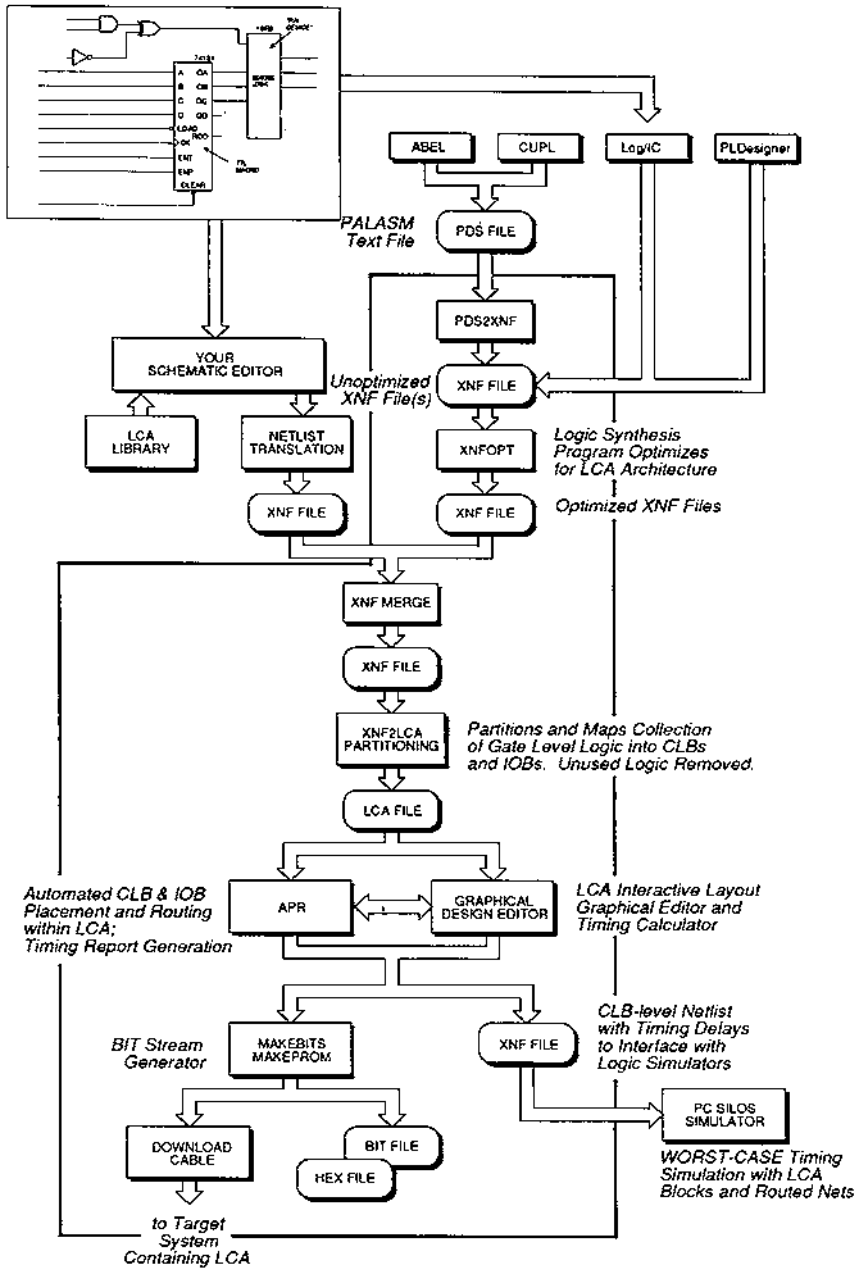 74161
A QA
B QB
C QC
D QD
LOAD
RCO
CK
ENT
ENP
CLEAR
TTL
MACRO
LOGIC
DEVICE"
ABEL
CUPL
Log/iC
PLDesigner
PALASM
Text File
PDS FILE
PDS2XNF
YOUR
SCHEMATIC EDITOR
Unoptimized
XNF File(s)
XNF FILE
LCA
LIBRARY
NETLIST
TRANSLATION
XNFOPT
Logic Synthesis
Program Optimizes
for LCA Architecture
XNF FILE
XNF FILE
Optimized XNF Files
XNF MERGE
XNF FILE
XNF2LCA
PARTITIONING
Partitions and Maps Collection
of Gate Level Logic into CLBs
and IOBs. Unused Logic Removed.
LCA FILE
Automated CLB & IOB
Placement and Routing
within LCA;
Timing Report Generation
APR
GRAPHICAL
DESIGN EDITOR
LCA Interactive Layout
Graphical Editor and
Timing Calculator
BIT Stream
Generator
MAKEBITS
MAKEPROM
XNF FILE
CLB-level Netlist
with Timing Delays
to Interface with
Logic Simulators
DOWNLOAD
CABLE
BIT FILE
HEX FILE
PC SILOS
SIMULATOR
WORST-CASE Timing
Simulation with LCA
Blocks and Routed Nets
to Target
System
Containing LCA